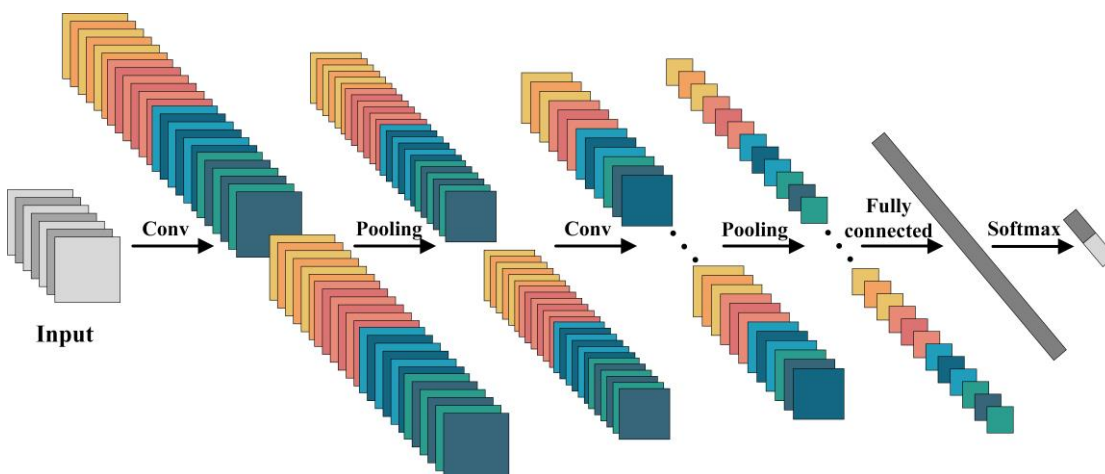 Input
Conv
Pooling
Conv
Pooling
Fully
connected
Softmax